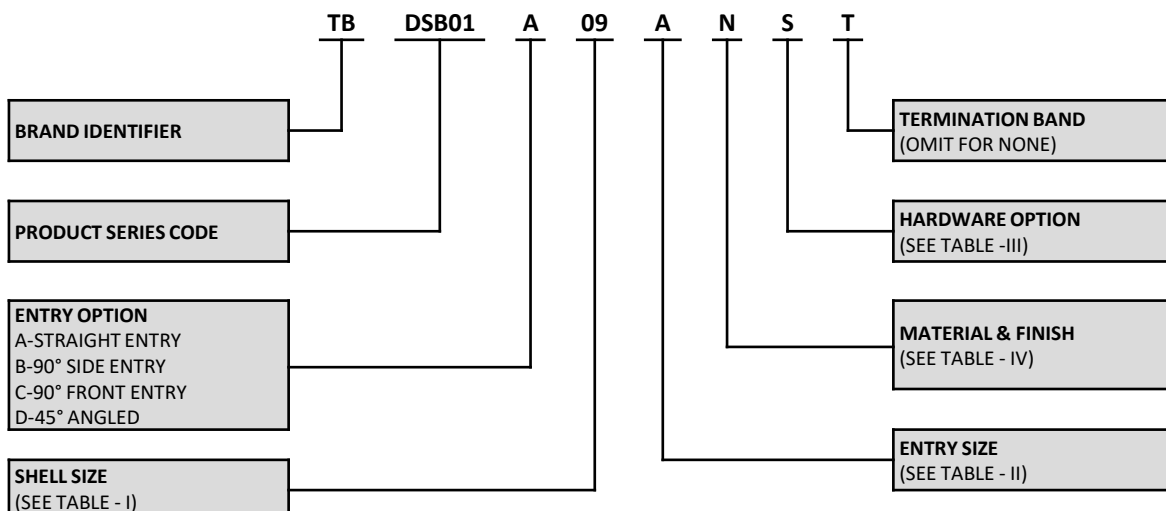 TB DSB01 A 09 A N S T
BRAND IDENTIFIER
PRODUCT SERIES CODE
ENTRY OPTION
A-STRAIGHT ENTRY
B-90° SIDE ENTRY
C-90° FRONT ENTRY
D-45° ANGLED
SHELL SIZE
(SEE TABLE - I)
TERMINATION BAND
(OMIT FOR NONE)
HARDWARE OPTION
(SEE TABLE -III)
MATERIAL & FINISH
(SEE TABLE - IV)
ENTRY SIZE
(SEE TABLE - II)